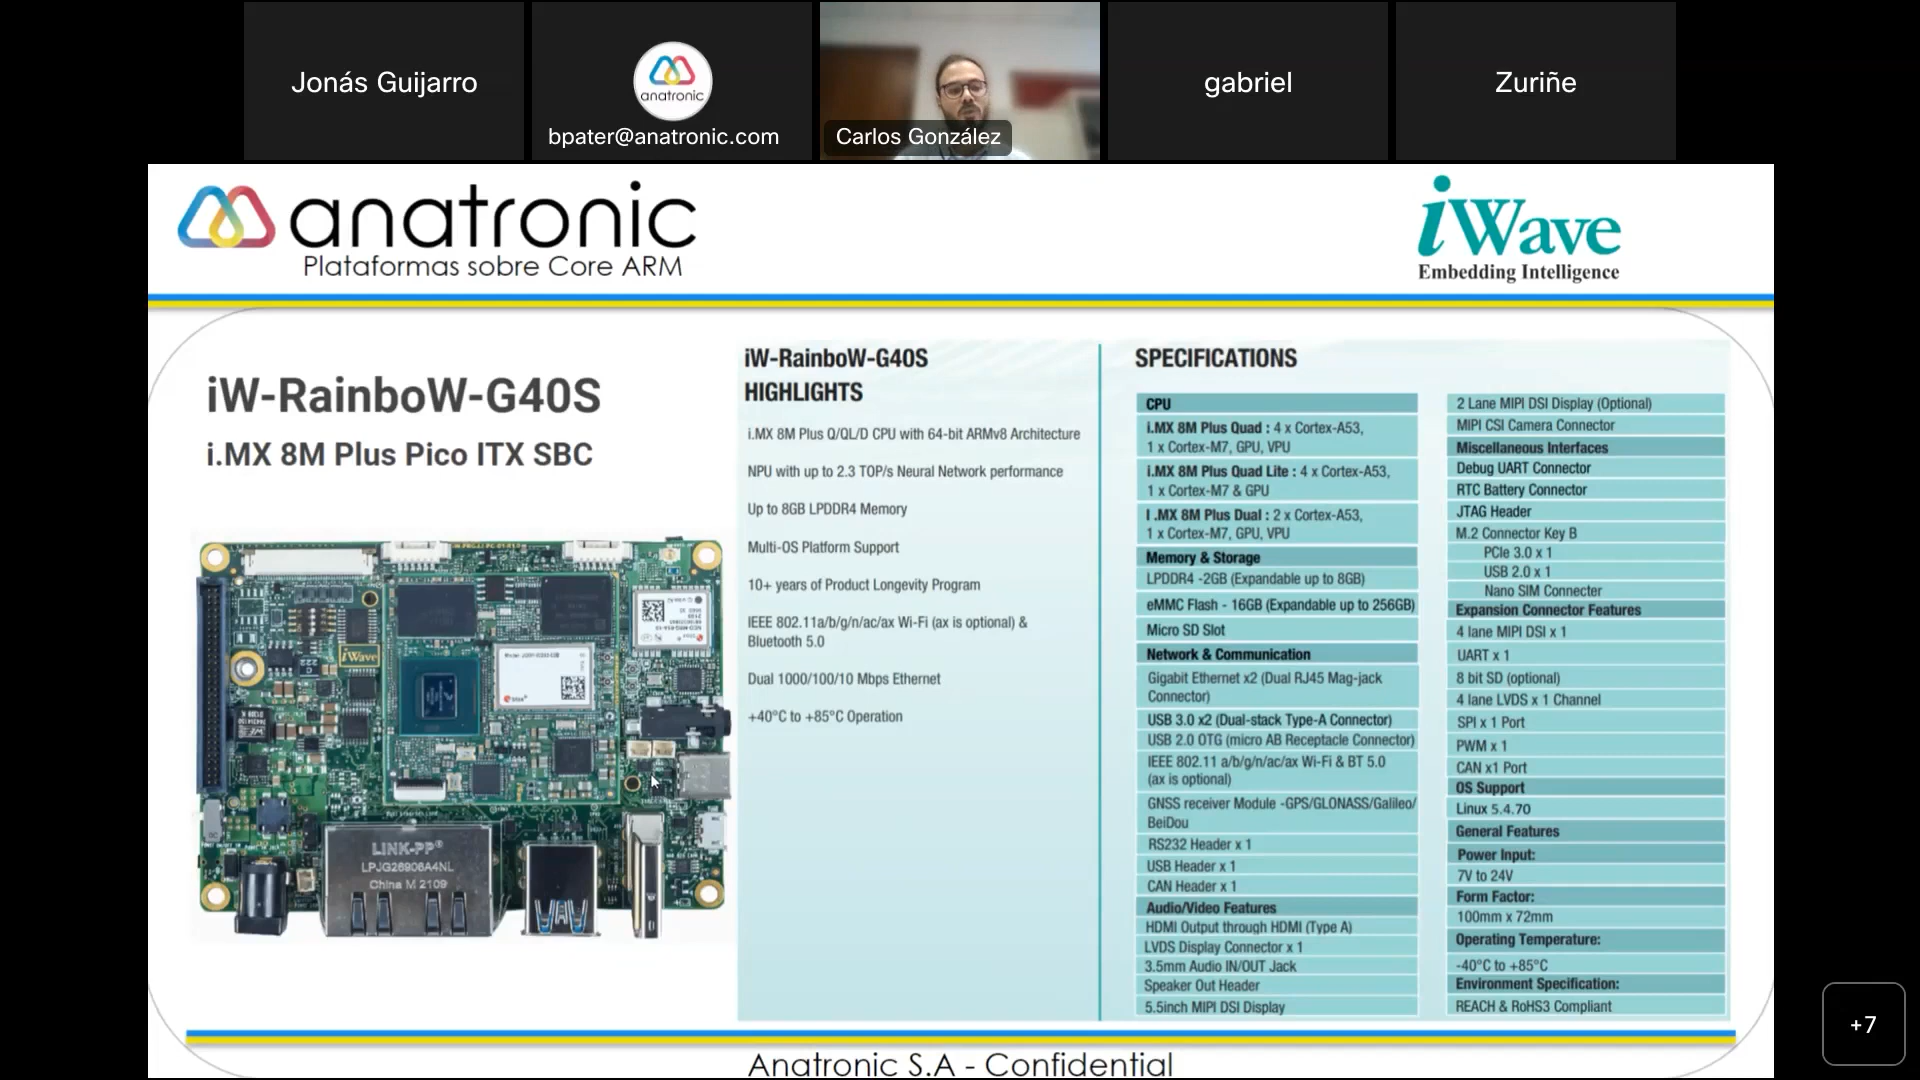 Jonás Guijarro
anatronic
bpater@anatronic.com
Carlos González
gabriel
Zuriñe
anatronic
Plataformas sobre Core ARM
iWave
Embedding Intelligence
iW-RainboW-G40S
i.MX 8M Plus Pico ITX SBC
iWave
LINK-PP®
LPJG26906A4NL
China M 2109
iW-RainboW-G40S
HIGHLIGHTS
i.MX 8M Plus Q/QL/D CPU with 64-bit ARMv8 Architecture
NPU with up to 2.3 TOP/s Neural Network performance
Up to 8GB LPDDR4 Memory
Multi-OS Platform Support
10+ years of Product Longevity Program
IEEE 802.11a/b/g/n/ac/ax Wi-Fi (ax is optional) &
Bluetooth 5.0
Dual 1000/100/10 Mbps Ethernet
+40°C to +85°C Operation
SPECIFICATIONS
CPU
i.MX 8M Plus Quad : 4 x Cortex-A53,
1 x Cortex-M7, GPU, VPU
i.MX 8M Plus Quad Lite : 4 x Cortex-A53,
1 x Cortex-M7 & GPU
I .MX 8M Plus Dual : 2 x Cortex-A53,
1 x Cortex-M7, GPU, VPU
Memory & Storage
LPDDR4 -2GB (Expandable up to 8GB)
eMMC Flash - 16GB (Expandable up to 256GB)
Micro SD Slot
Network & Communication
Gigabit Ethernet x2 (Dual RJ45 Mag-jack
Connector)
USB 3.0 x2 (Dual-stack Type-A Connector)
USB 2.0 OTG (micro AB Receptacle Connector)
IEEE 802.11 a/b/g/n/ac/ax Wi-Fi & BT 5.0
(ax is optional)
GNSS receiver Module -GPS/GLONASS/Galileo/
BeiDou
RS232 Header x 1
USB Header x 1
CAN Header x 1
Audio/Video Features
HDMI Output through HDMI (Type A)
LVDS Display Connector x 1
3.5mm Audio IN/OUT Jack
Speaker Out Header
5.5inch MIPI DSI Display
2 Lane MIPI DSI Display (Optional)
MIPI CSI Camera Connector
Miscellaneous Interfaces
Debug UART Connector
RTC Battery Connector
JTAG Header
M.2 Connector Key B
PCIe 3.0 x 1
USB 2.0 x 1
Nano SIM Connector
Expansion Connector Features
4 lane MIPI DSI x 1
UART x 1
8 bit SD (optional)
4 lane LVDS x 1 Channel
SPI x 1 Port
PWM x 1
CAN x1 Port
OS Support
Linux 5.4.70
General Features
Power Input:
7V to 24V
Form Factor:
100mm x 72mm
Operating Temperature:
-40°C to +85°C
Environment Specification:
REACH & RoHS3 Compliant
Anatronic S.A - Confidential
+7